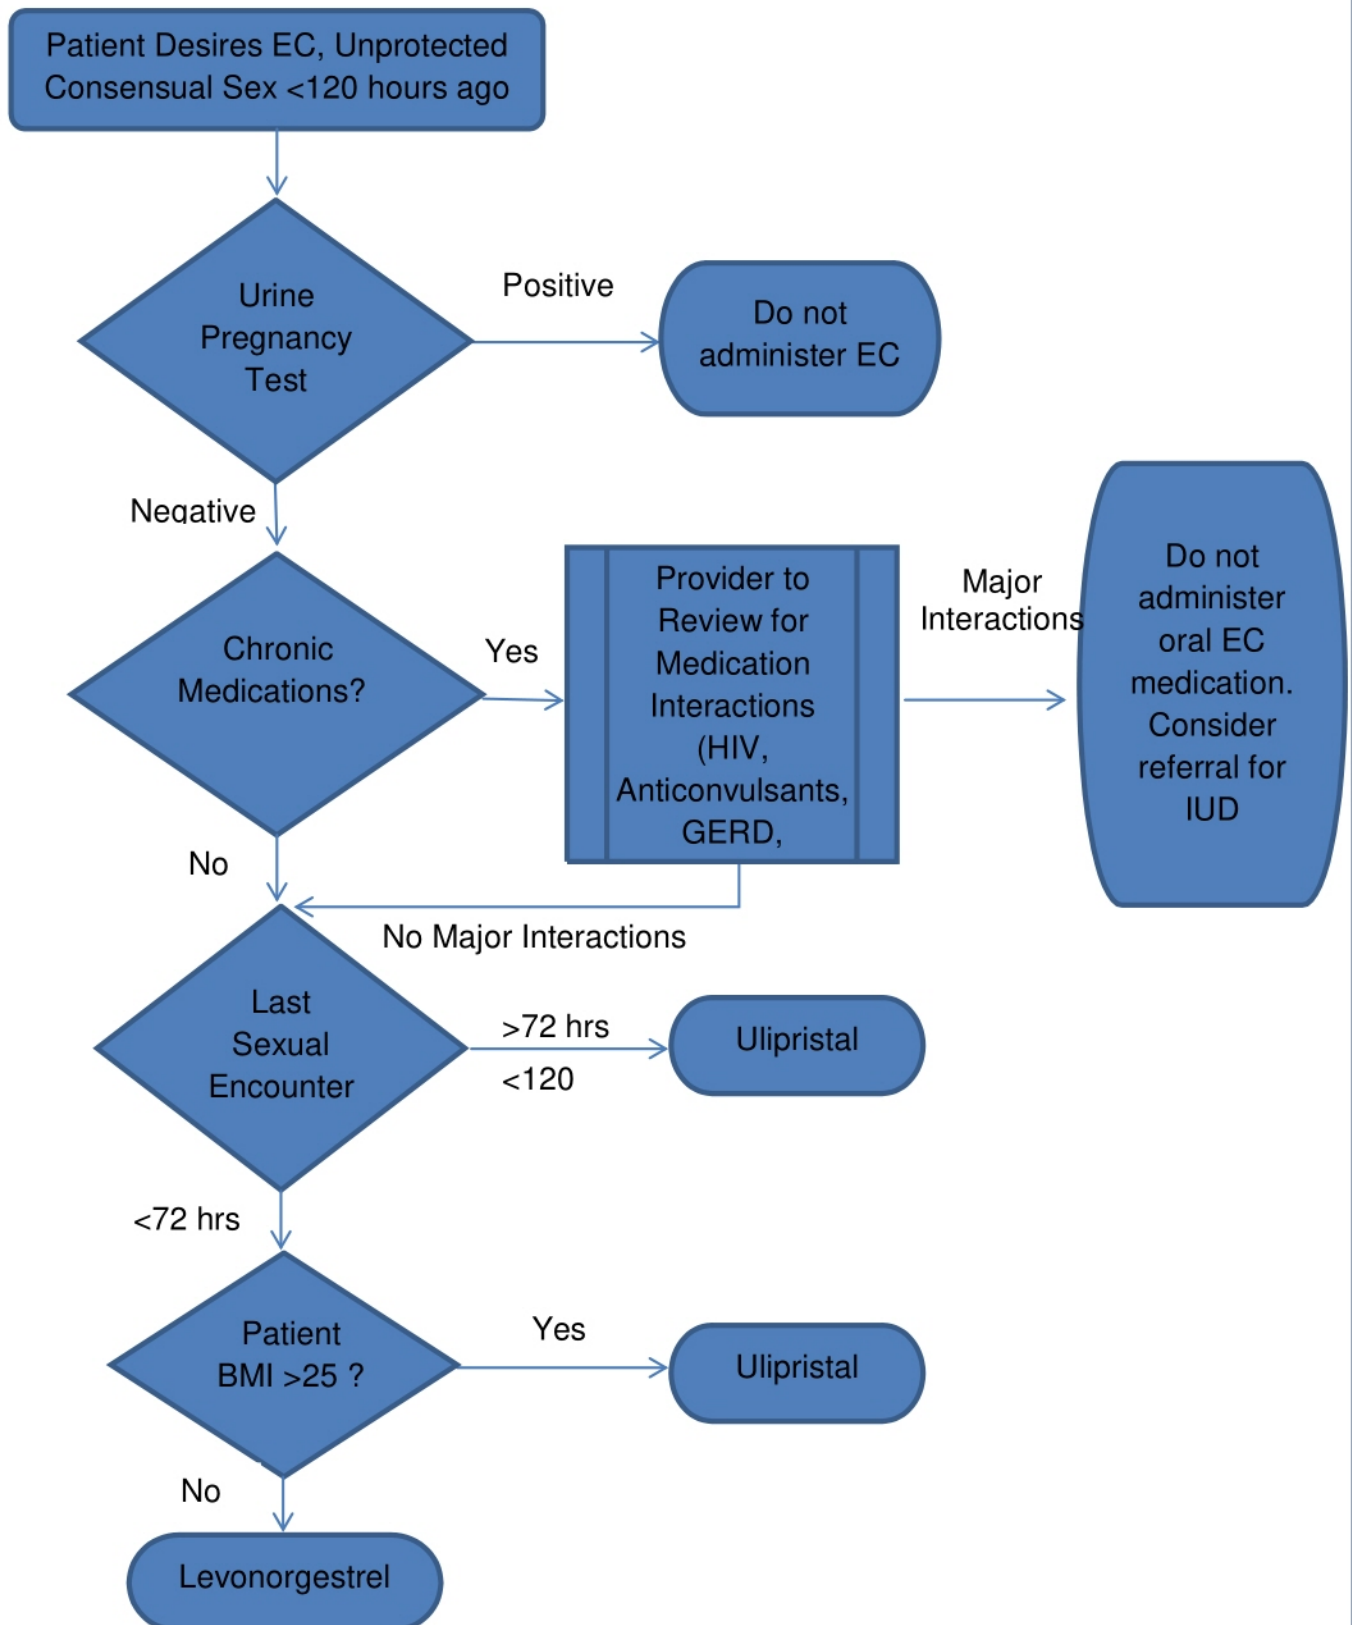 Patient Desires EC, Unprotected
Consensual Sex <120 hours ago
Urine
Pregnancy
Test
Positive
Do not
administer EC
Negative
Chronic
Medications?
Yes
Provider to
Review for
Medication
Interactions
(HIV,
Anticonvulsants,
GERD,
Major
Interactions
Do not
administer
oral EC
medication.
Consider
referral for
IUD
No
No Major Interactions
Last
Sexual
Encounter
>72 hrs
<120
Ulipristal
<72 hrs
Patient
BMI >25 ?
Yes
Ulipristal
No
Levonorgestrel